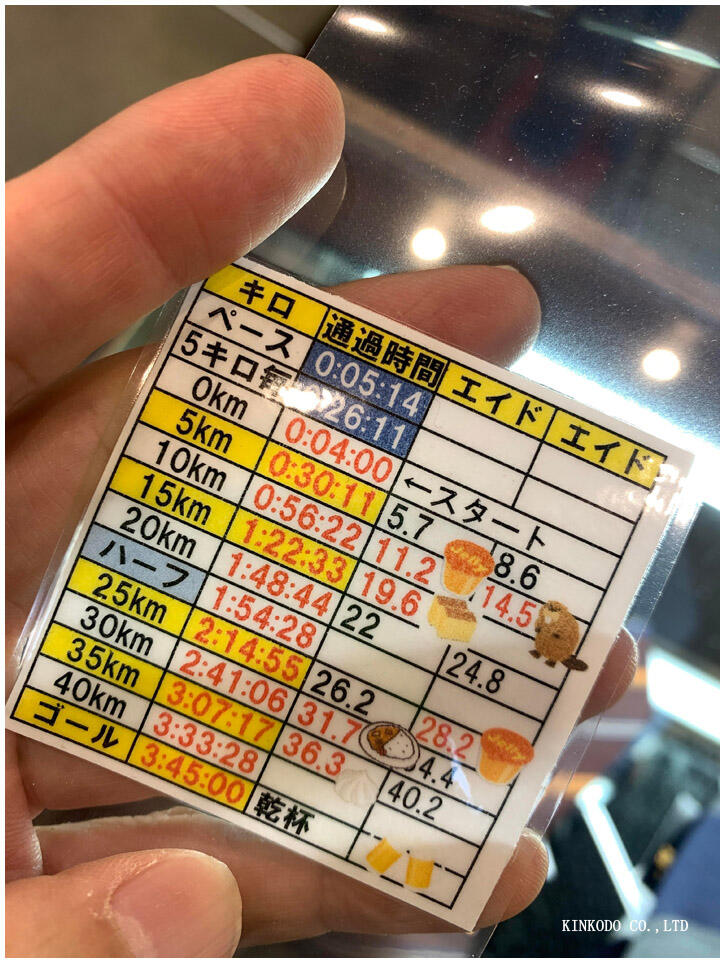 キロ 通過時間 エイド エイド
ペース 0:05:14
5キロ毎 0:26:11
0km 0:04:00 ←スタート
5km 0:30:11 5.7 8.6
10km 0:56:22 11.2 14.5
15km 1:22:33 19.6
20km 1:48:44 22 24.8
ハーフ 1:54:28
25km 2:14:55 26.2 28.2
30km 2:41:06 31.7 34.4
35km 3:07:17 36.3 40.2
40km 3:33:28
ゴール 3:45:00 乾杯
KINKODO CO.,LTD